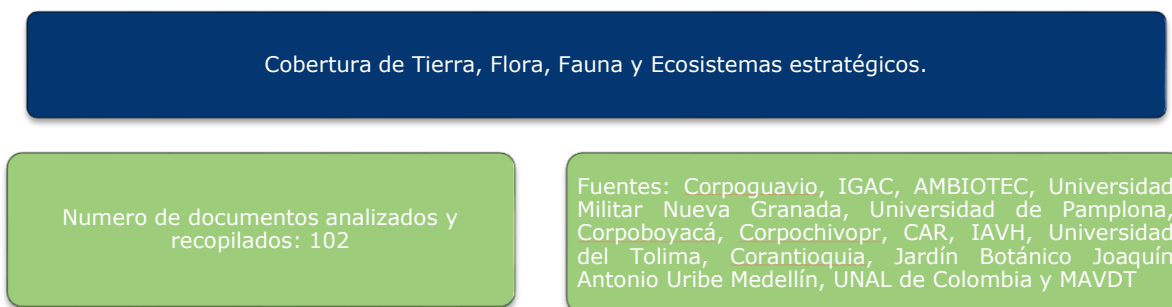 Cobertura de Tierra, Flora, Fauna y Ecosistemas estratégicos.
Numero de documentos analizados y
recopilados: 102
Fuentes: Corpoguavio, IGAC, AMBIOTEC, Universidad
Militar Nueva Granada, Universidad de Pamplona,
Corpoboyacá, Corpochivopr, CAR, IAVH, Universidad
del Tolima, Corantioquia, Jardín Botánico Joaquín
Antonio Uribe Medellín, UNAL de Colombia y MAVDT